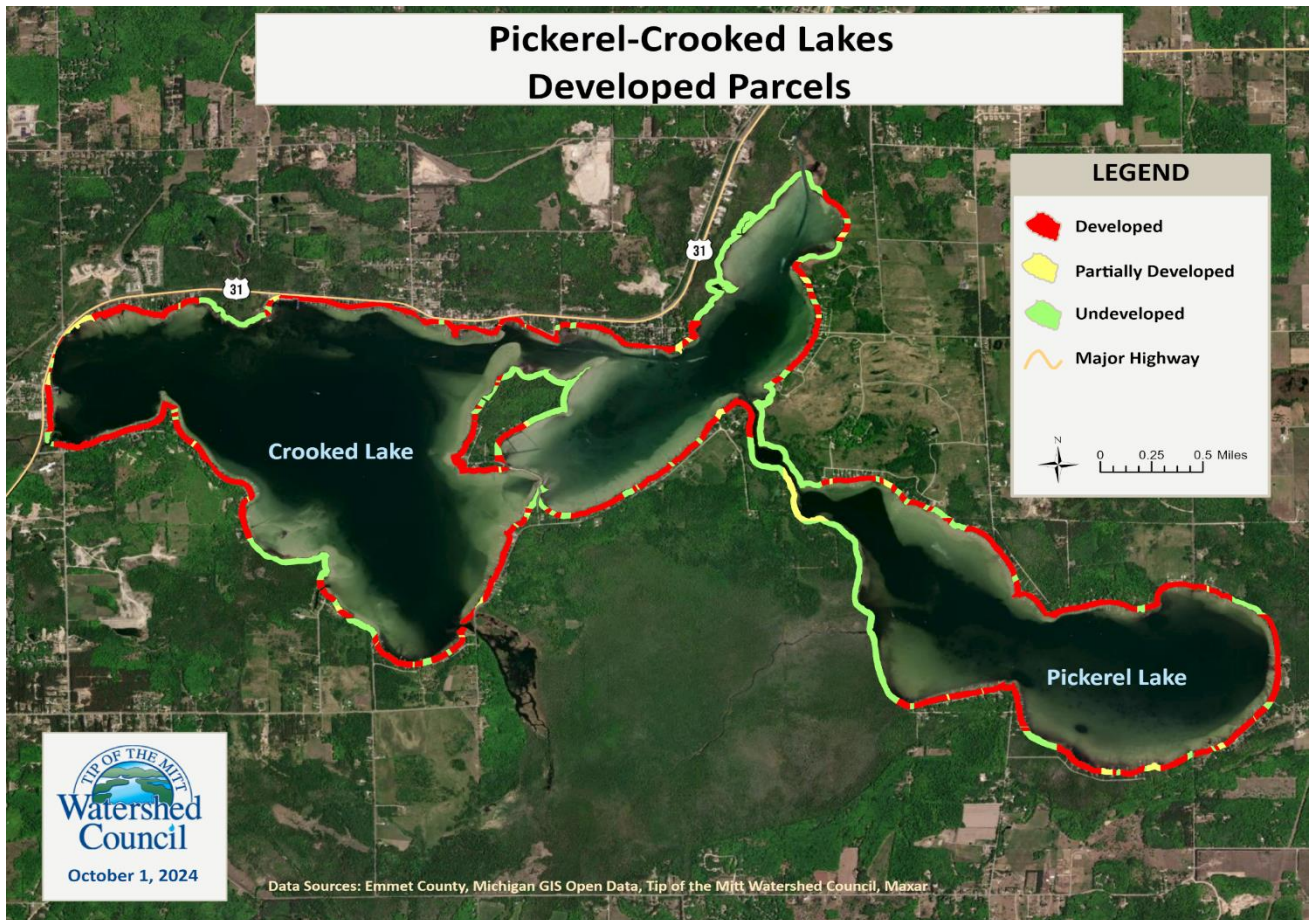 Pickerel-Crooked Lakes
Developed Parcels
LEGEND
Developed
Partially Developed
Undeveloped
Major Highway
N
0 0.25 0.5 Miles
31
31
Crooked Lake
Pickerel Lake
TIP OF THE MITT
Watershed
Council
October 1, 2024
Data Sources: Emmet County, Michigan GIS Open Data, Tip of the Mitt Watershed Council, Maxar